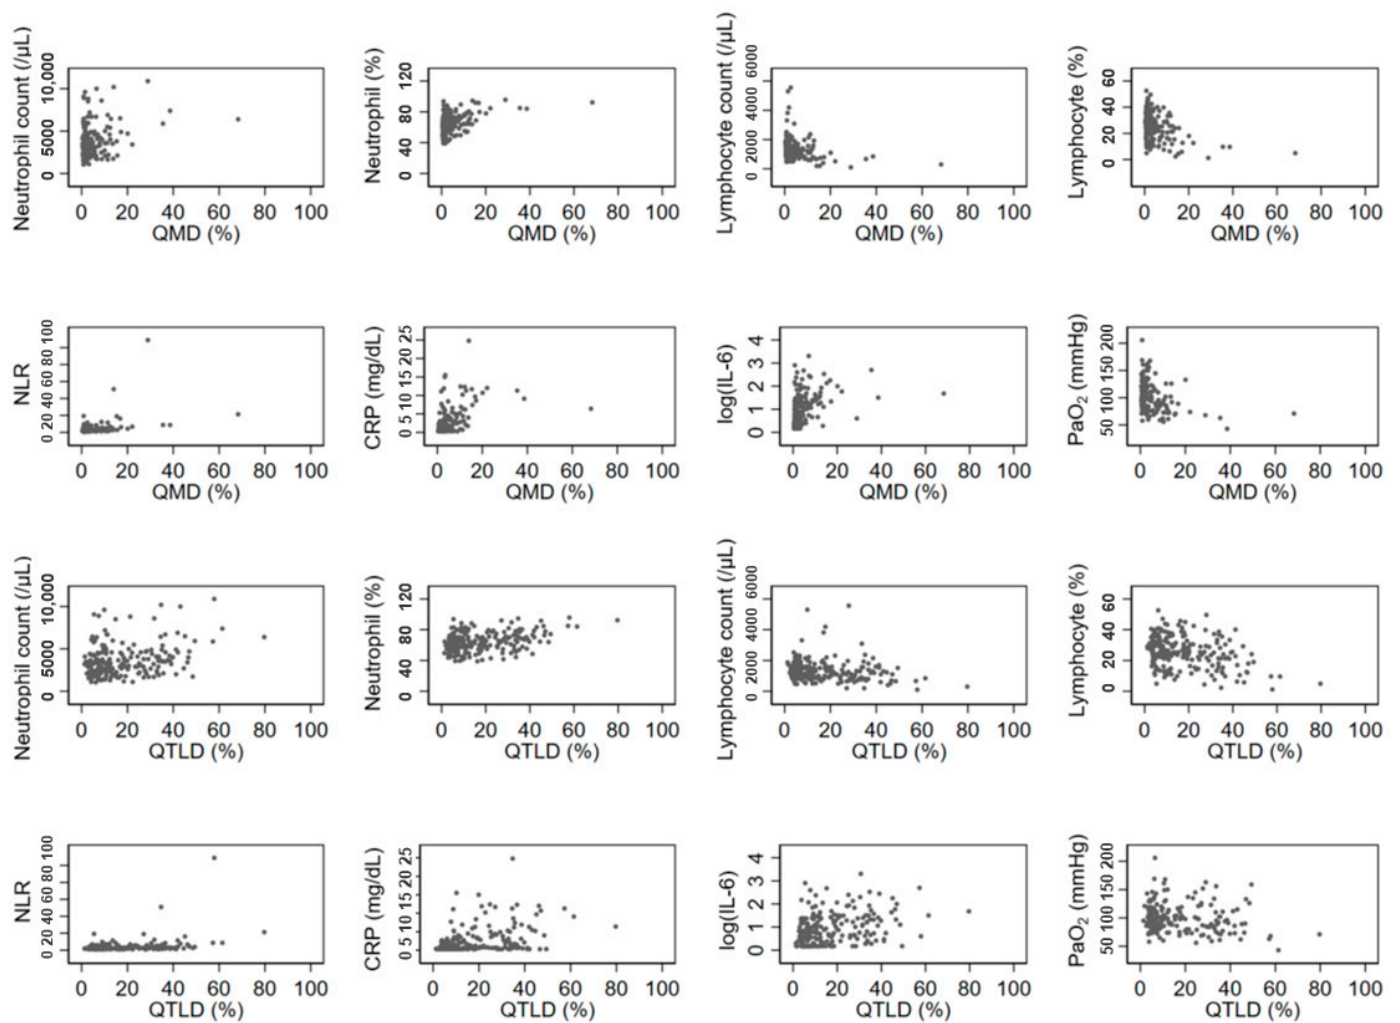 Neutrophil count (/µL)
0 5000 10,000
0 20 40 60 80 100
QMD (%)
Neutrophil (%)
0 40 80 120
0 20 40 60 80 100
QMD (%)
Lymphocyte count (/µL)
0 2000 4000 6000
0 20 40 60 80 100
QMD (%)
Lymphocyte (%)
0 20 40 60
0 20 40 60 80 100
QMD (%)
NLR
0 20 40 60 80 100
0 20 40 60 80 100
QMD (%)
CRP (mg/dL)
0 5 10 15 20 25
0 20 40 60 80 100
QMD (%)
log(IL-6)
0 1 2 3 4
0 20 40 60 80 100
QMD (%)
PaO2 (mmHg)
50 100 150 200
0 20 40 60 80 100
QMD (%)
Neutrophil count (/µL)
0 5000 10,000
0 20 40 60 80 100
QTLD (%)
Neutrophil (%)
0 40 80 120
0 20 40 60 80 100
QTLD (%)
Lymphocyte count (/µL)
0 2000 4000 6000
0 20 40 60 80 100
QTLD (%)
Lymphocyte (%)
0 20 40 60
0 20 40 60 80 100
QTLD (%)
NLR
0 20 40 60 80 100
0 20 40 60 80 100
QTLD (%)
CRP (mg/dL)
0 5 10 15 20 25
0 20 40 60 80 100
QTLD (%)
log(IL-6)
0 1 2 3 4
0 20 40 60 80 100
QTLD (%)
PaO2 (mmHg)
50 100 150 200
0 20 40 60 80 100
QTLD (%)